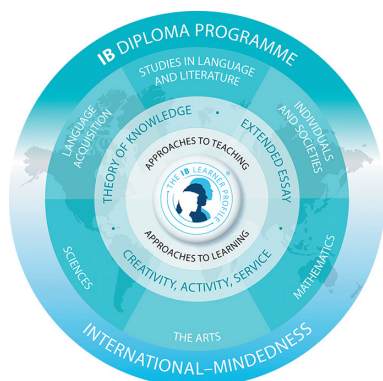 IB DIPLOMA PROGRAMME
STUDIES IN LANGUAGE
AND LITERATURE
LANGUAGE
ACQUISITION
INDIVIDUALS
AND SOCIETIES
THEORY OF KNOWLEDGE
EXTENDED ESSAY
APPROACHES TO TEACHING
THE IB LEARNER PROFILE
®
APPROACHES TO LEARNING
CREATIVITY, ACTIVITY, SERVICE
SCIENCES
MATHEMATICS
THE ARTS
INTERNATIONAL–MINDEDNESS